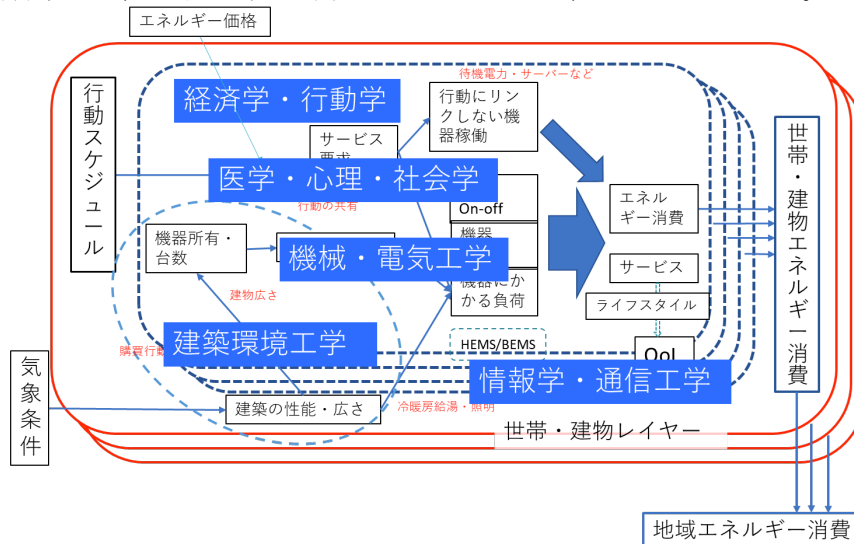 エネルギー価格
待機電力・サーバーなど
行動スケジュール
経済学・行動学
行動にリンクしない機
器稼働
サービス
医学・心理・社会学
行動の共有
On-off
エネル
ギー消費
世帯・建物エネルギー消費
機器所有・
台数
機械・電気工学
機器
機器にか
かる負荷
サービス
ライフスタイル
建物広さ
建築環境工学
購買行動
HEMS/BEMS
QoL
情報学・通信工学
気象条件
建築の性能・広さ
冷暖房給湯・照明
世帯・建物レイヤー
地域エネルギー消費